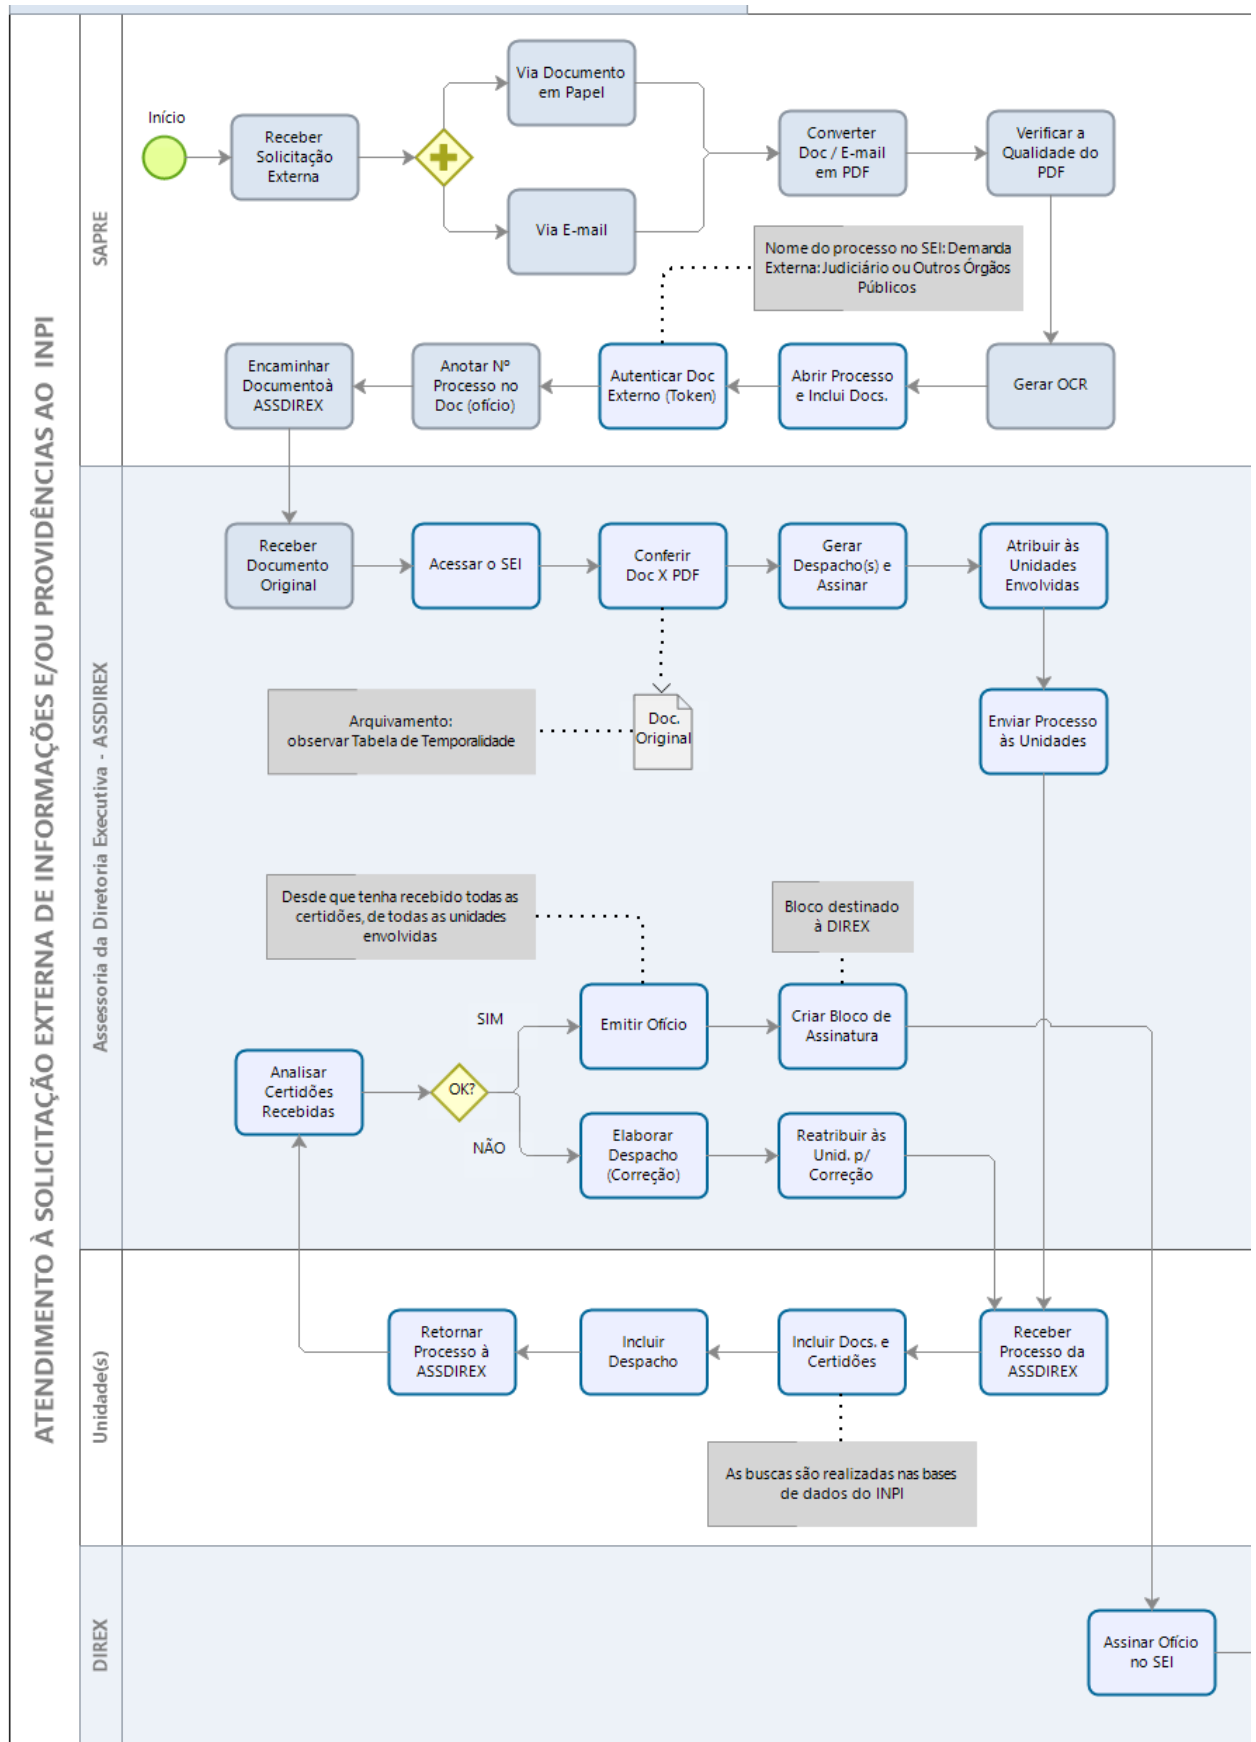 ATENDIMENTO À SOLICITAÇÃO EXTERNA DE INFORMAÇÕES E/OU PROVIDÊNCIAS AO INPI
SAPRE
Início
Receber
Solicitação
Externa
Via Documento
em Papel
Via E-mail
Converter
Doc / E-mail
em PDF
Verificar a
Qualidade do
PDF
Nome do processo no SEI: Demanda
Externa: Judiciário ou Outros Órgãos
Públicos
Encaminhar
Documentoà
ASSDIREX
Anotar Nº
Processo no
Doc (ofício)
Autenticar Doc
Externo (Token)
Abrir Processo
e Inclui Docs.
Gerar OCR
Assessoria da Diretoria Executiva - ASSDIREX
Receber
Documento
Original
Acessar o SEI
Conferir
Doc X PDF
Gerar
Despacho(s) e
Assinar
Atribuir às
Unidades
Envolvidas
Arquivamento:
observar Tabela de Temporalidade
Doc.
Original
Enviar Processo
às Unidades
Desde que tenha recebido todas as
certidões, de todas as unidades
envolvidas
Bloco destinado
à DIREX
SIM
Emitir Ofício
Criar Bloco de
Assinatura
Analisar
Certidões
Recebidas
OK?
NÃO
Elaborar
Despacho
(Correção)
Reatribuir às
Unid. p/
Correção
Unidade(s)
Retornar
Processo à
ASSDIREX
Incluir
Despacho
Incluir Docs. e
Certidões
Receber
Processo da
ASSDIREX
As buscas são realizadas nas bases
de dados do INPI
DIREX
Assinar Ofício
no SEI